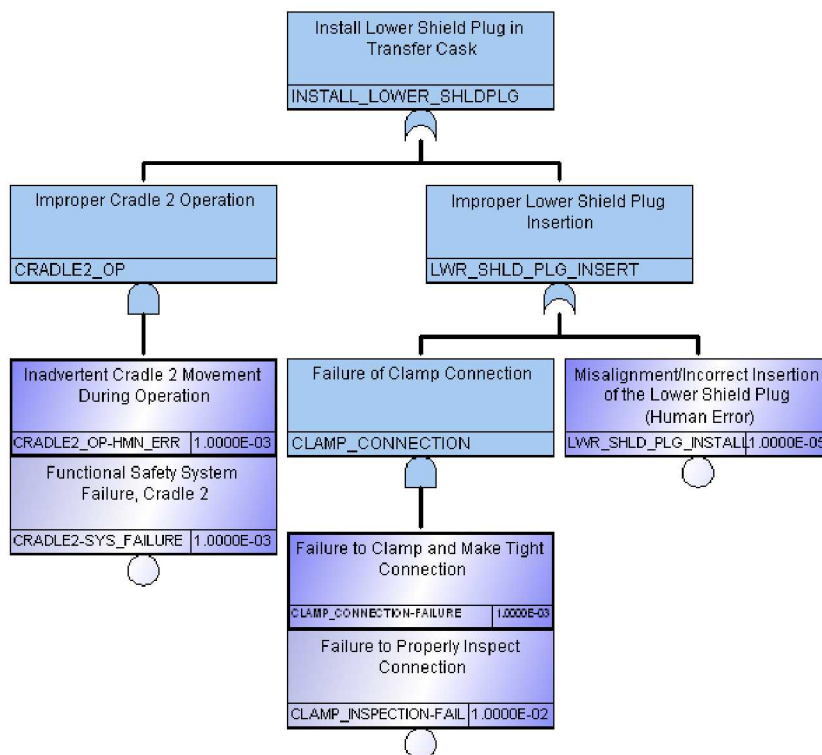 Install Lower Shield Plug in
Transfer Cask
INSTALL_LOWER_SHLDPLG
Improper Cradle 2 Operation
CRADLE2_OP
Improper Lower Shield Plug
Insertion
LWR_SHLD_PLG_INSERT
Inadvertent Cradle 2 Movement
During Operation
CRADLE2_OP-HMN_ERR 1.0000E-03
Functional Safety System
Failure, Cradle 2
CRADLE2-SYS_FAILURE 1.0000E-03
Failure of Clamp Connection
CLAMP_CONNECTION
Misalignment/Incorrect Insertion
of the Lower Shield Plug
(Human Error)
LWR_SHLD_PLG_INSTALL 1.0000E-05
Failure to Clamp and Make Tight
Connection
CLAMP_CONNECTION-FAILURE 1.0000E-03
Failure to Properly Inspect
Connection
CLAMP_INSPECTION-FAIL 1.0000E-02